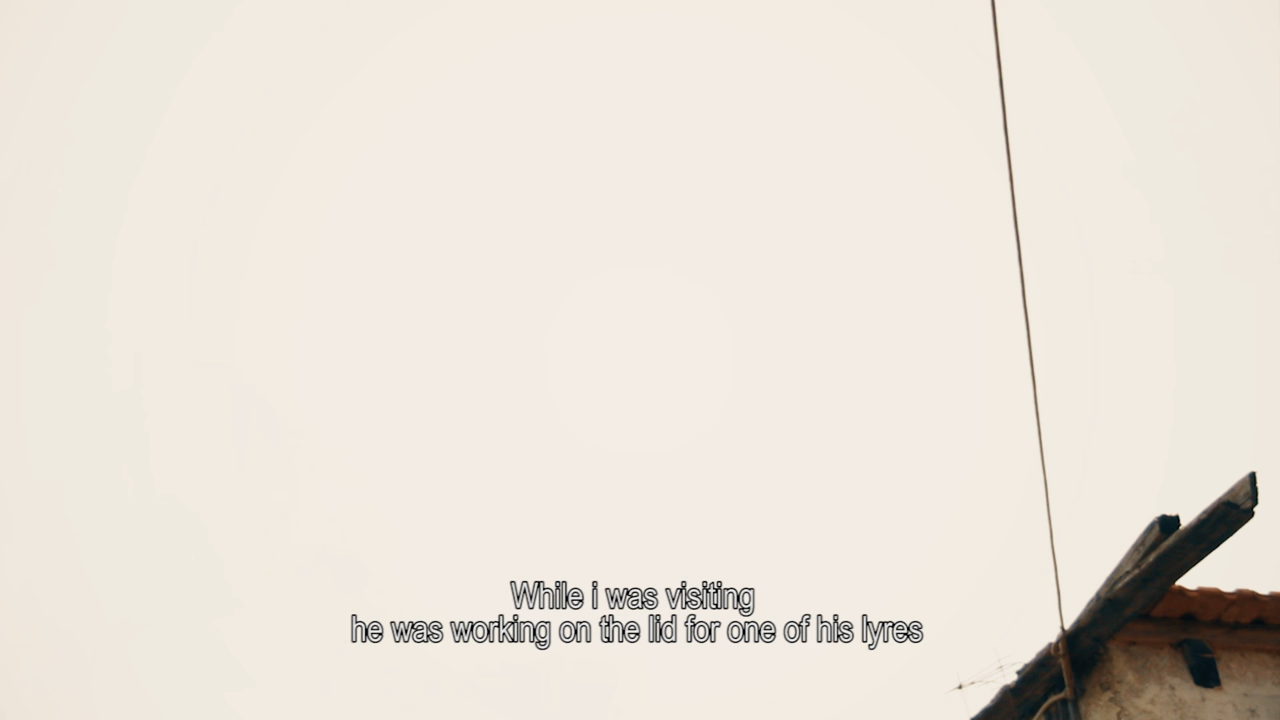 While i was visiting
he was working on the lid for one of his lyres